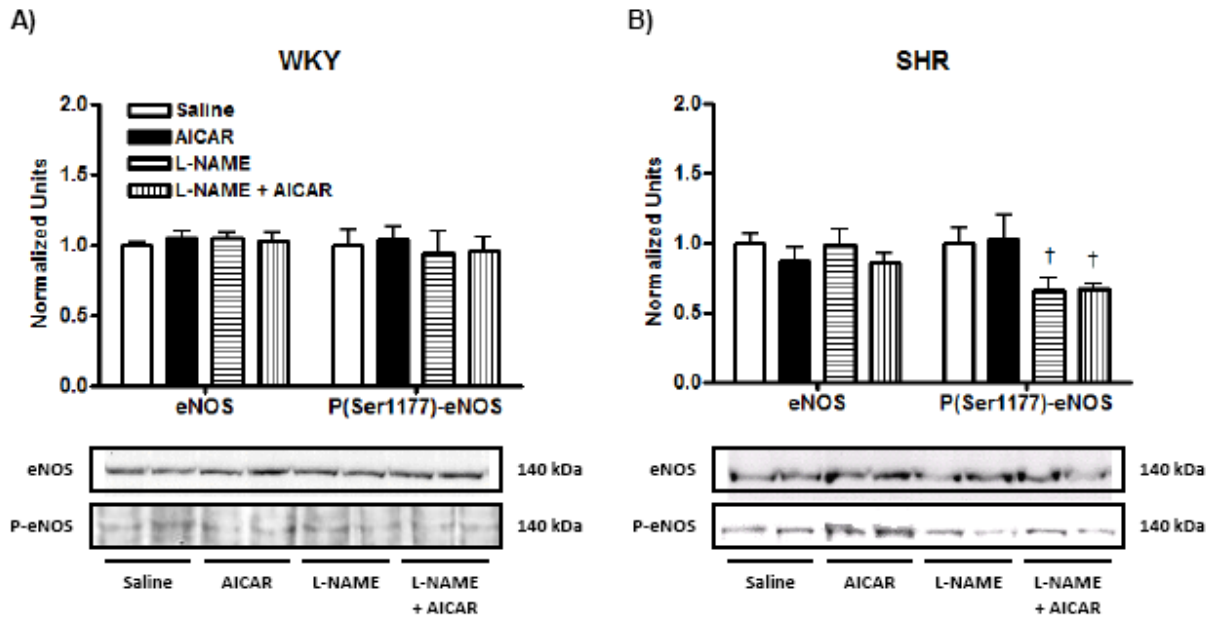 A)
WKY
2.0
1.5
1.0
0.5
0.0
Normalized Units
Saline
AICAR
L-NAME
L-NAME + AICAR
eNOS
P(Ser1177)-eNOS
eNOS
140 kDa
P-eNOS
140 kDa
Saline
AICAR
L-NAME
L-NAME
+ AICAR
B)
SHR
2.0
1.5
1.0
0.5
0.0
Normalized Units
†
†
eNOS
P(Ser1177)-eNOS
eNOS
140 kDa
P-eNOS
140 kDa
Saline
AICAR
L-NAME
L-NAME
+ AICAR